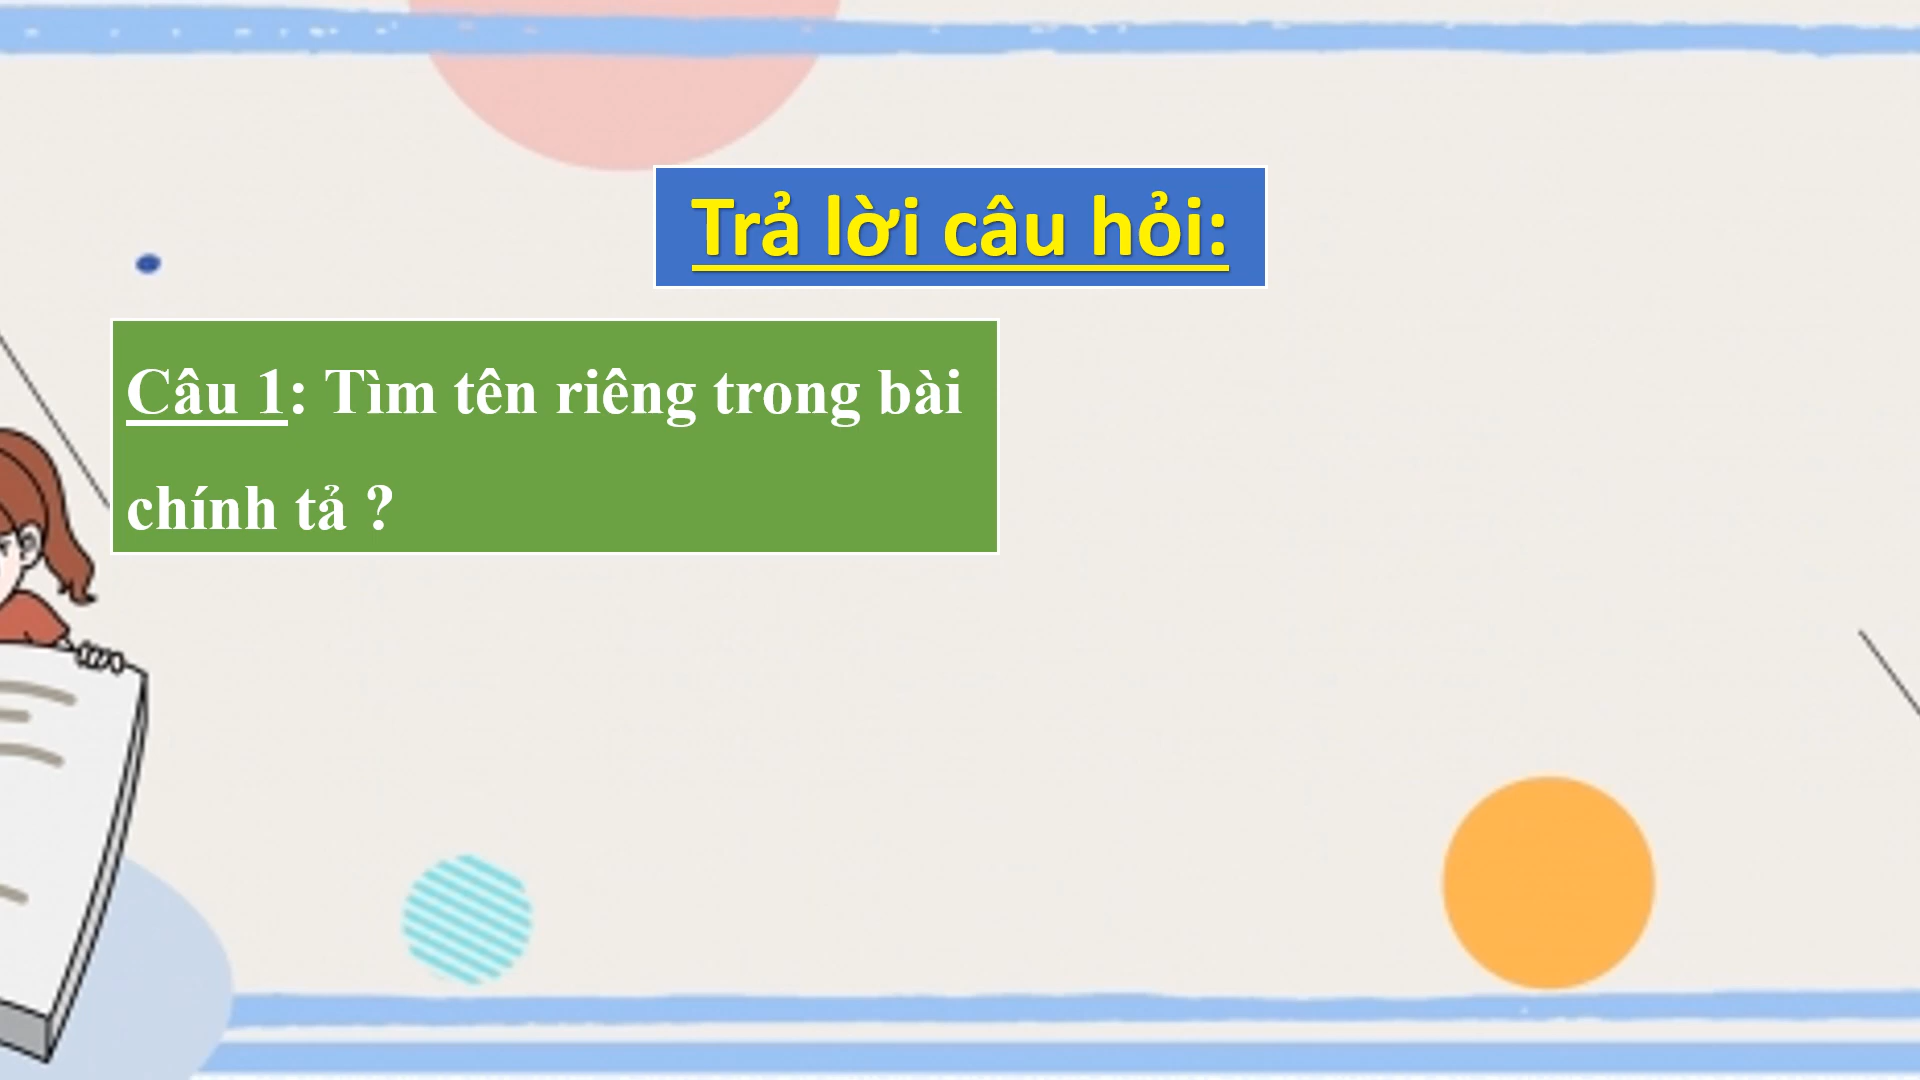 Trả lời câu hỏi:
Câu 1: Tìm tên riêng trong bài
chính tả ?